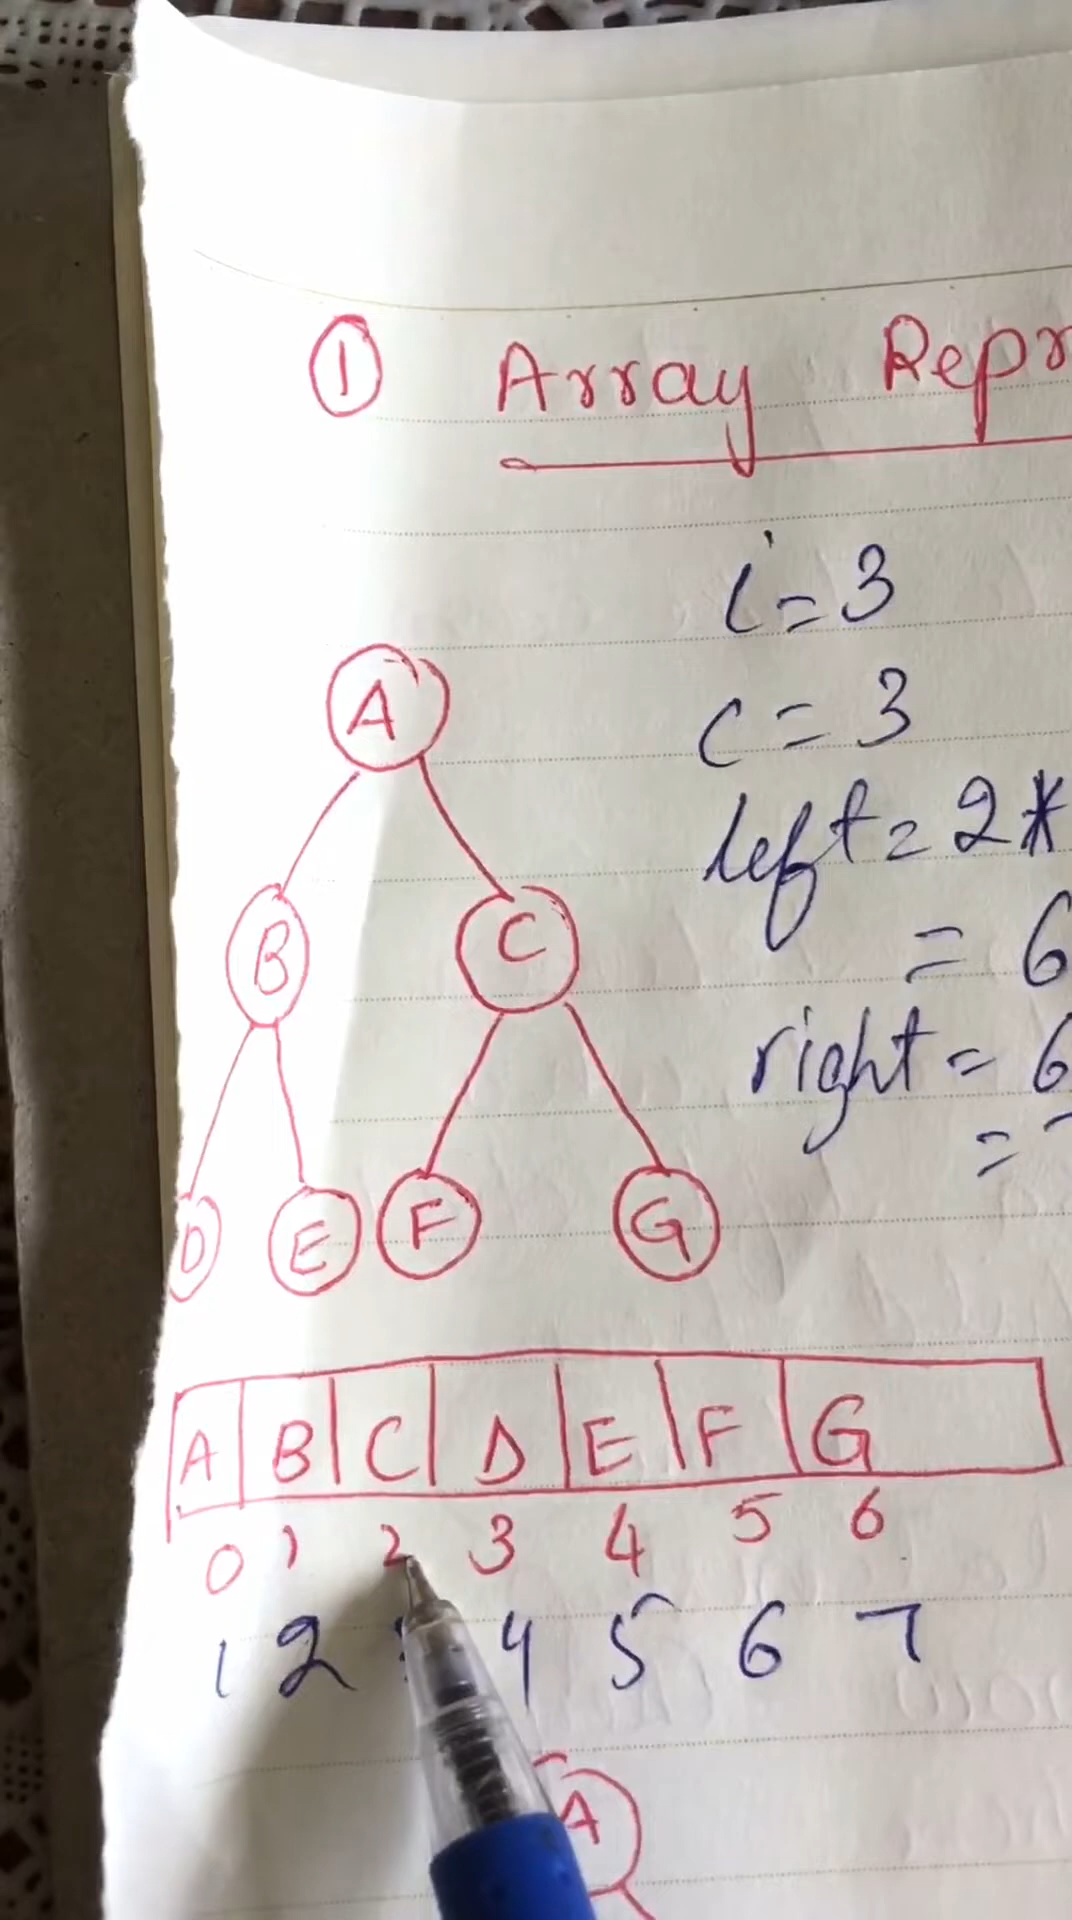 ① Array Repr
i = 3
c = 3
left = 2*
= 6
right = 6
=
A
B C
D E F G
A B C D E F G
0 1 2 3 4 5 6
1 2 4 5 6 7
A